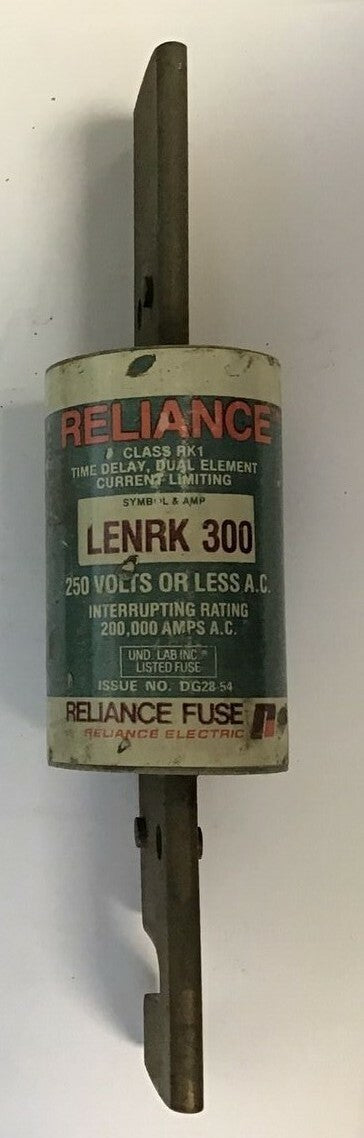 RELIANCE
CLASS RK1
TIME DELAY, DUAL ELEMENT
CURRENT LIMITING
SYMBOL & AMP
LENRK 300
250 VOLTS OR LESS A.C.
INTERRUPTING RATING
200,000 AMPS A.C.
UND. LAB INC.®
LISTED FUSE
ISSUE NO. DG28-54
RELIANCE FUSE
RELIANCE ELECTRIC